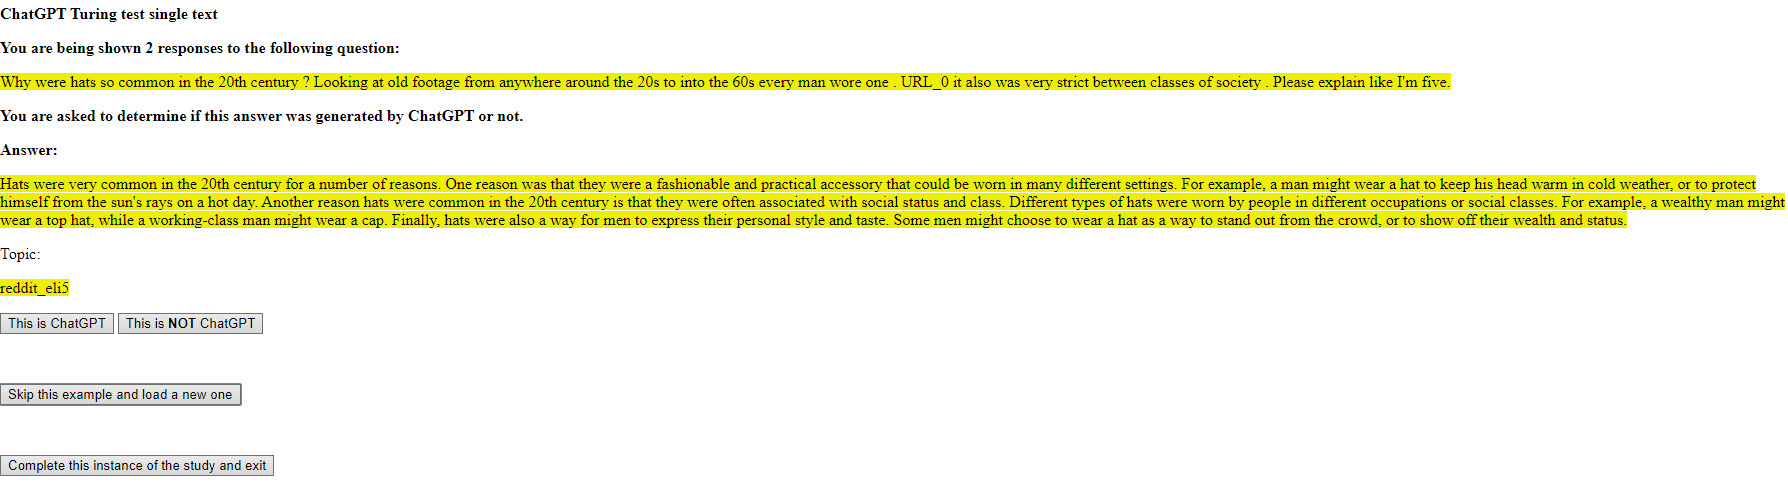 ChatGPT Turing test single text
You are being shown 2 responses to the following question:
Why were hats so common in the 20th century ? Looking at old footage from anywhere around the 20s to into the 60s every man wore one . URL_0 it also was very strict between classes of society . Please explain like I'm five.
You are asked to determine if this answer was generated by ChatGPT or not.
Answer:
Hats were very common in the 20th century for a number of reasons. One reason was that they were a fashionable and practical accessory that could be worn in many different settings. For example, a man might wear a hat to keep his head warm in cold weather, or to protect
himself from the sun's rays on a hot day. Another reason hats were common in the 20th century is that they were often associated with social status and class. Different types of hats were worn by people in different occupations or social classes. For example, a wealthy man might
wear a top hat, while a working-class man might wear a cap. Finally, hats were also a way for men to express their personal style and taste. Some men might choose to wear a hat as a way to stand out from the crowd, or to show off their wealth and status.
Topic:
reddit_eli5
This is ChatGPT This is NOT ChatGPT
Skip this example and load a new one
Complete this instance of the study and exit